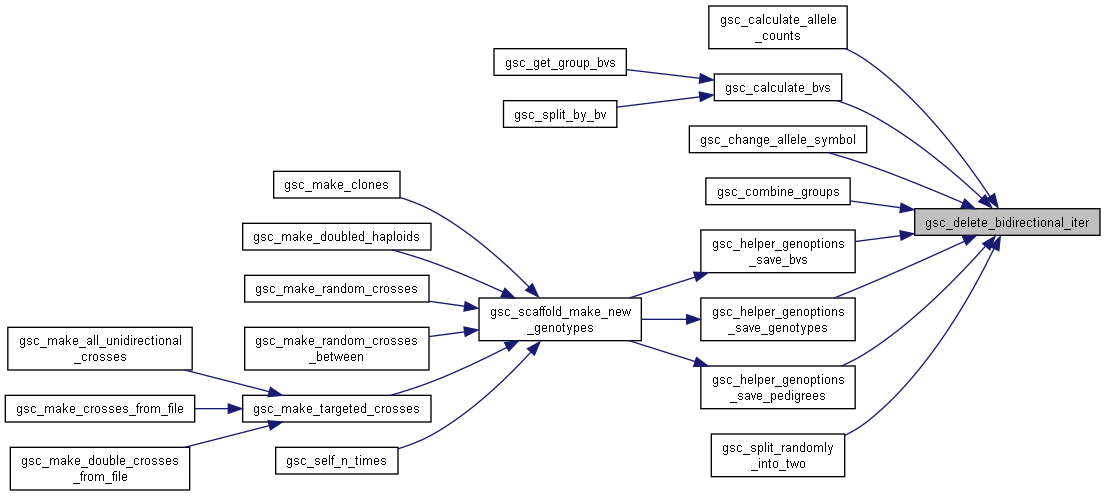 gsc_calculate_allele
_counts
gsc_get_group_bvs
gsc_calculate_bvs
gsc_split_by_bv
gsc_change_allele_symbol
gsc_make_clones
gsc_combine_groups
gsc_delete_bidirectional_iter
gsc_make_doubled_haploids
gsc_helper_genoptions
_save_bvs
gsc_make_random_crosses
gsc_scaffold_make_new
_genotypes
gsc_helper_genoptions
_save_genotypes
gsc_make_all_unidirectional
_crosses
gsc_make_random_crosses
_between
gsc_helper_genoptions
_save_pedigrees
gsc_make_crosses_from_file
gsc_make_targeted_crosses
gsc_make_double_crosses
_from_file
gsc_self_n_times
gsc_split_randomly
_into_two